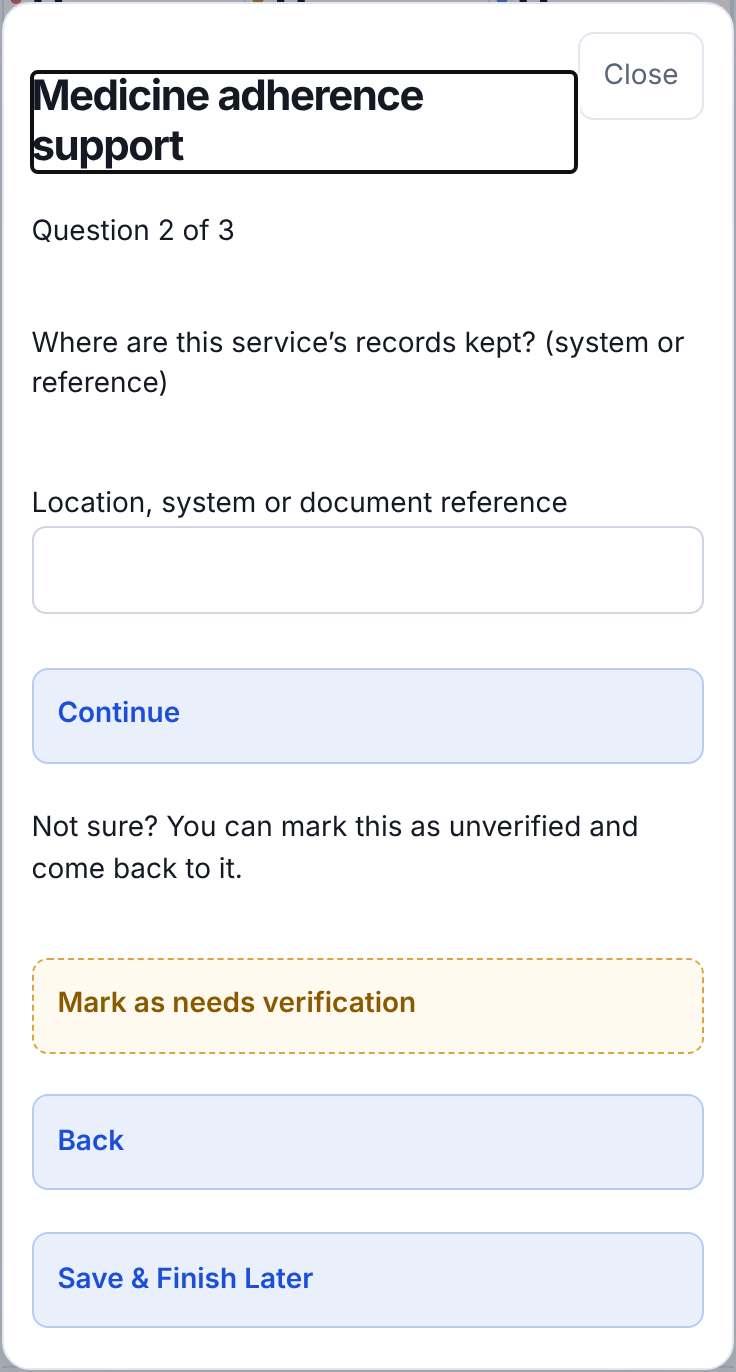 Close
Medicine adherence
support
Question 2 of 3
Where are this service’s records kept? (system or
reference)
Location, system or document reference
Continue
Not sure? You can mark this as unverified and
come back to it.
Mark as needs verification
Back
Save & Finish Later